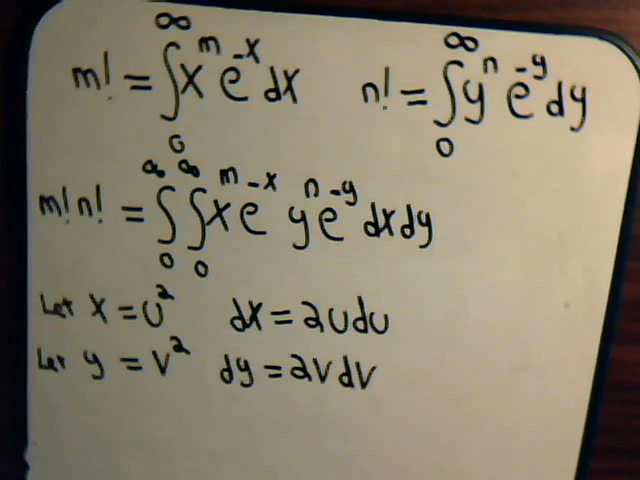 m! = ∫₀^∞ x^m e^-x dx    n! = ∫₀^∞ y^n e^-y dy
m!n! = ∫₀^∞ ∫₀^∞ x^m e^-x y^n e^-y dx dy
Let x = u²    dx = 2u du
Let y = v²    dy = 2v dv